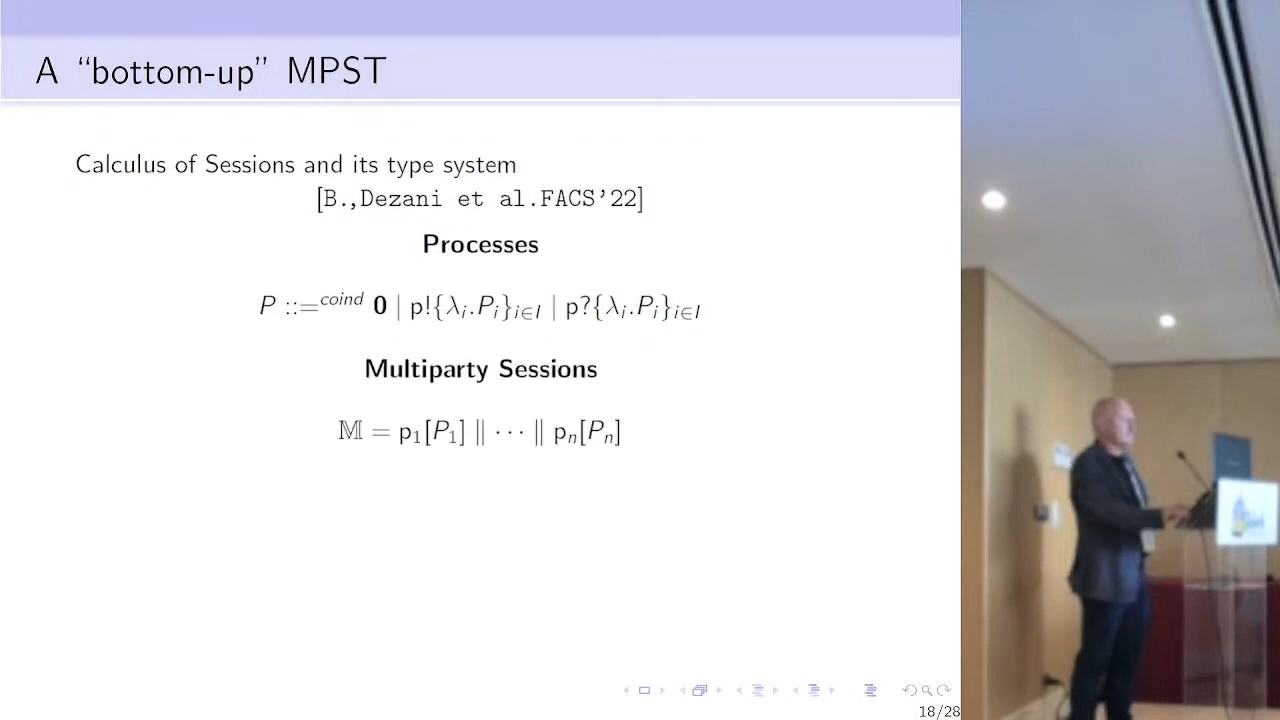 A “bottom-up” MPST
Calculus of Sessions and its type system
[B.,Dezani et al.FACS'22]
Processes
P ::=^{coind} 0 | p!{λ_i.P_i}_{i∈I} | p?{λ_i.P_i}_{i∈I}
Multiparty Sessions
𝕄 = p_1[P_1] ∥ ··· ∥ p_n[P_n]
18/28